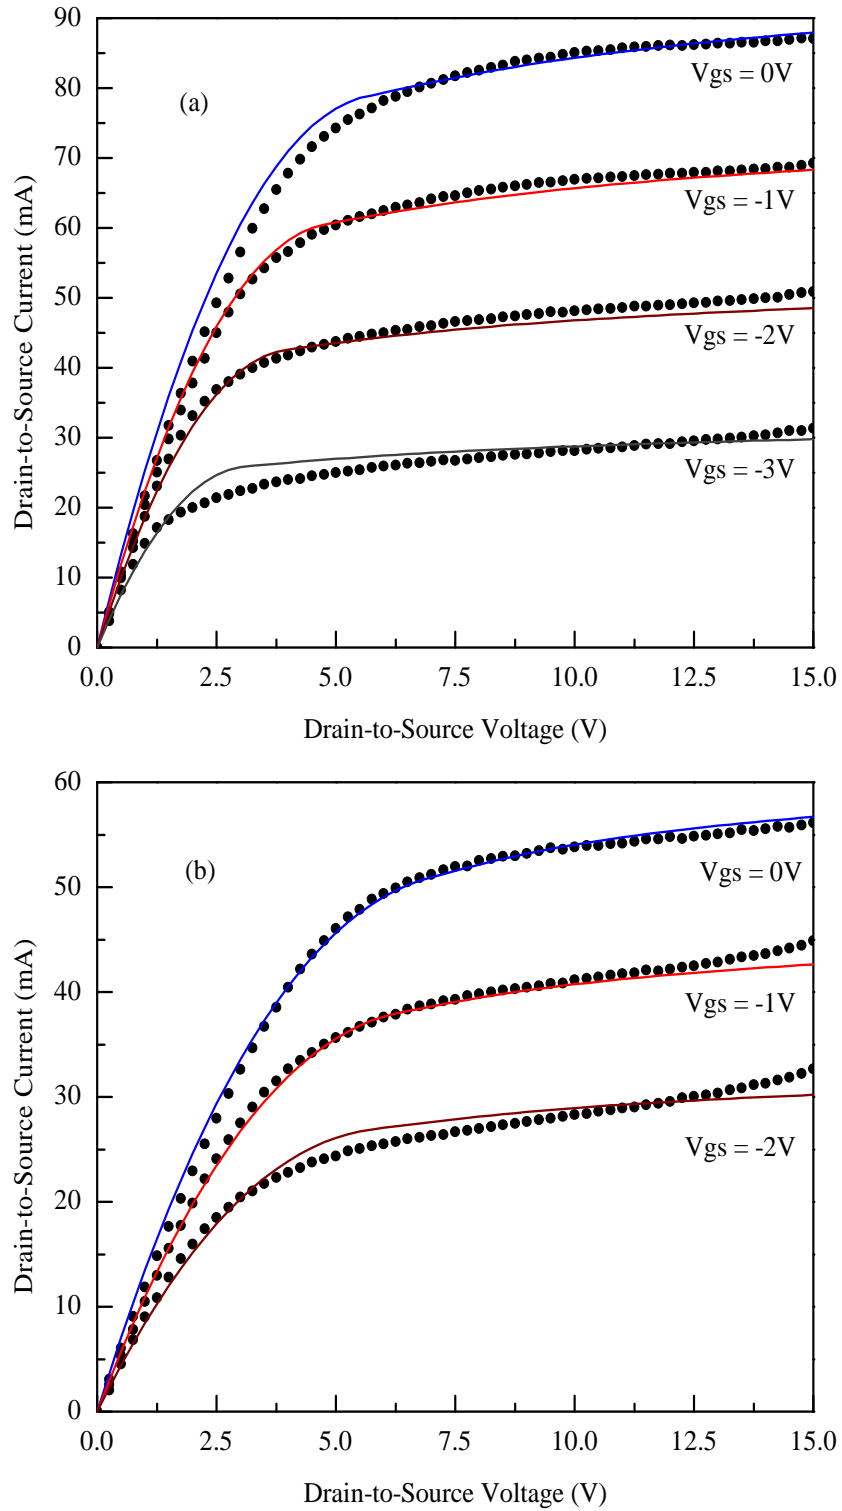 90
80
70
60
50
40
30
20
10
0
Drain-to-Source Current (mA)
(a)
Vgs = 0V
Vgs = -1V
Vgs = -2V
Vgs = -3V
0.0 2.5 5.0 7.5 10.0 12.5 15.0
Drain-to-Source Voltage (V)
60
50
40
30
20
10
0
Drain-to-Source Current (mA)
(b)
Vgs = 0V
Vgs = -1V
Vgs = -2V
0.0 2.5 5.0 7.5 10.0 12.5 15.0
Drain-to-Source Voltage (V)